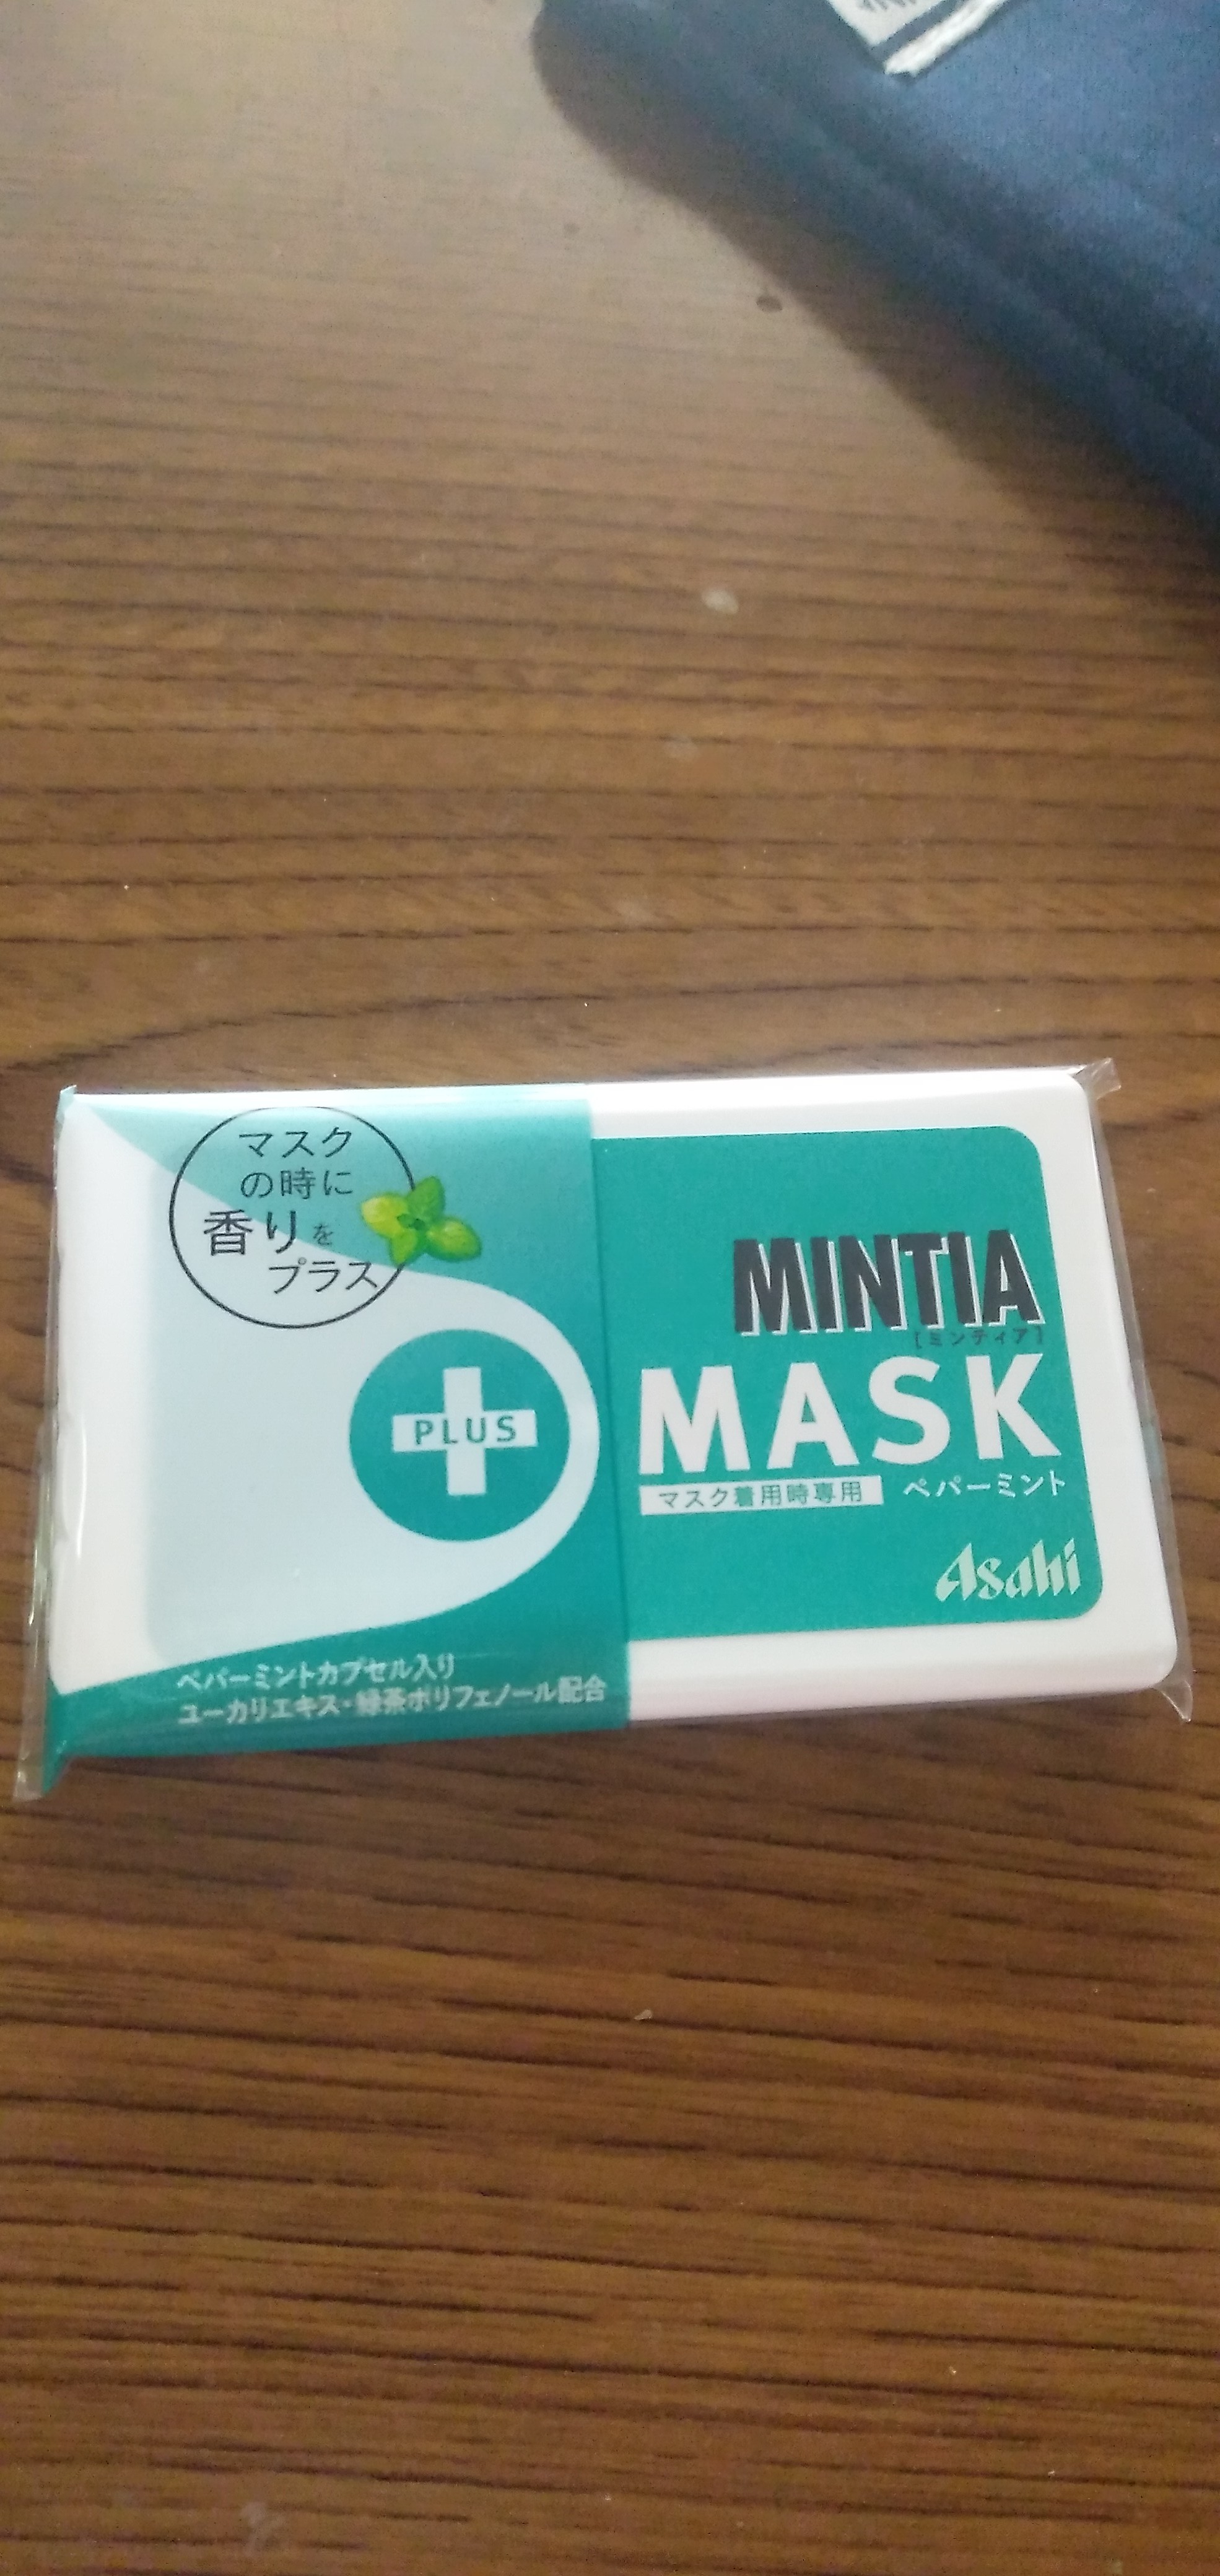 マスク
の時に
香りを
プラス
PLUS
ペパーミントカプセル入り
ユーカリエキス・緑茶ポリフェノール配合
MINTIA
[ミンティア]
MASK
マスク着用時専用 ペパーミント
Asahi